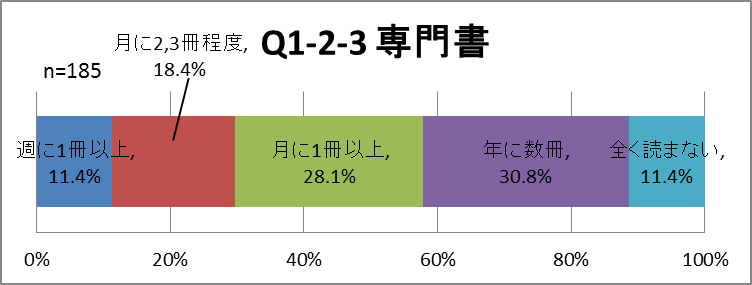 Q1-2-3 専門書
n=185
月に2,3冊程度,
18.4%
週に1冊以上,
11.4%
月に1冊以上,
28.1%
年に数冊,
30.8%
全く読まない,
11.4%
0%
20%
40%
60%
80%
100%